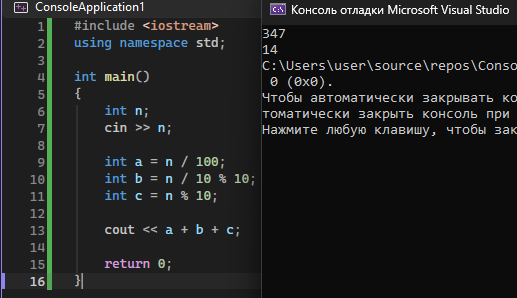 ConsoleApplication1
1 #include <iostream>
2 using namespace std;
3
4 int main()
5 {
6 int n;
7 cin >> n;
8
9 int a = n / 100;
10 int b = n / 10 % 10;
11 int c = n % 10;
12
13 cout << a + b + c;
14
15 return 0;
16 }
Консоль отладки Microsoft Visual Studio
347
14
C:\Users\user\source\repos\Conso
0 (0x0).
Чтобы автоматически закрывать ко
томатически закрыть консоль при
Нажмите любую клавишу, чтобы зак